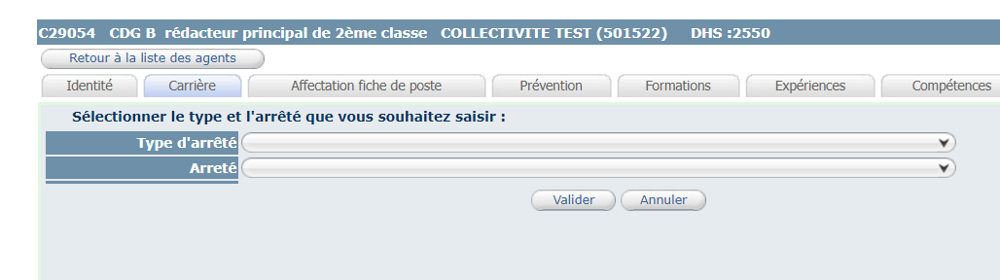 C29054 CDG B rédacteur principal de 2ème classe COLLECTIVITE TEST (501522) DHS :2550
Retour à la liste des agents
Identité Carrière Affectation fiche de poste Prévention Formations Expériences Compétences
Sélectionner le type et l'arrêté que vous souhaitez saisir :
Type d'arrêté
Arreté
Valider Annuler